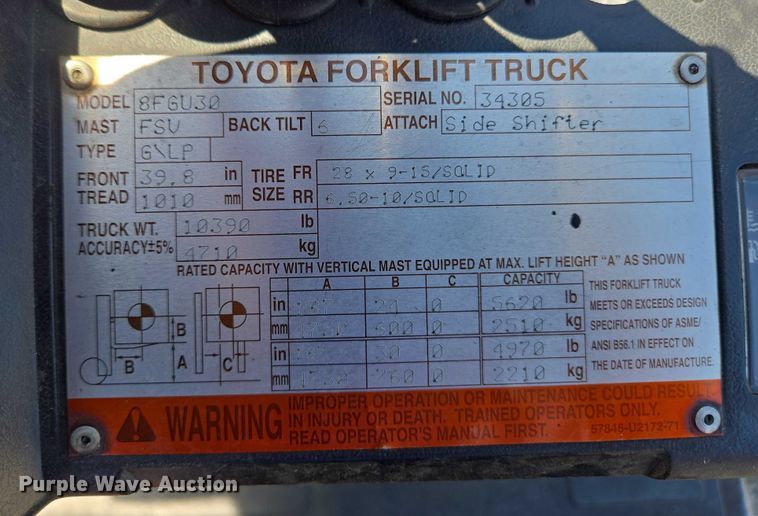 TOYOTA FORKLIFT TRUCK
MODEL 8FGU30 SERIAL NO. 34305
MAST FSV BACK TILT 6 ATTACH Side Shifter
TYPE G\LP
FRONT TREAD 39.8 in 1010 mm
TIRE SIZE FR 28 x 9-15/SOLID
RR 6.50-10/SOLID
TRUCK WT. 10390 lb
ACCURACY±5% 4710 kg
RATED CAPACITY WITH VERTICAL MAST EQUIPPED AT MAX. LIFT HEIGHT "A" AS SHOWN
A B C CAPACITY
in 187 24 0 5620 lb
mm 600 0 2510 kg
in 187 30 0 4970 lb
mm 760 0 2210 kg
B
A
B
C
THIS FORKLIFT TRUCK
MEETS OR EXCEEDS DESIGN
SPECIFICATIONS OF ASME/
ANSI B56.1 IN EFFECT ON
THE DATE OF MANUFACTURE.
WARNING
IMPROPER OPERATION OR MAINTENANCE COULD RESULT
IN INJURY OR DEATH. TRAINED OPERATORS ONLY.
READ OPERATOR'S MANUAL FIRST.
57848-U2172-71
Purple Wave Auction